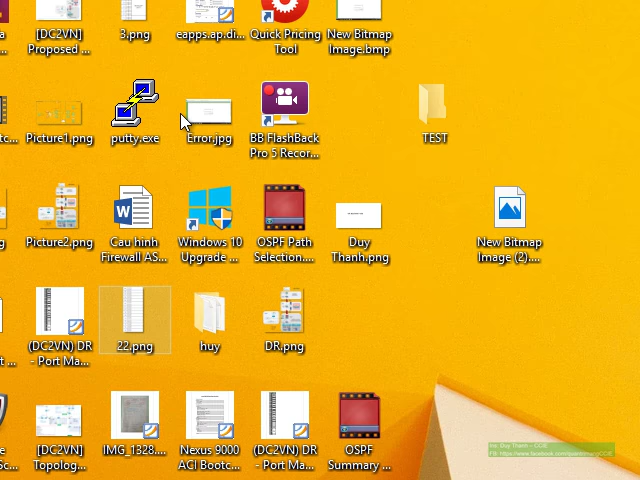 a
...
[DC2VN]
Proposed ...
3.png
eapps.ap.di...
Quick Pricing
Tool
New Bitmap
Image.bmp
tc...
Picture1.png
putty.exe
Error.jpg
BB FlashBack
Pro 5 Recor...
TEST
g
Picture2.png
Cau hinh
Firewall AS...
Windows 10
Upgrade ...
OSPF Path
Selection....
Duy
Thanh.png
New Bitmap
Image (2)....
t ...
(DC2VN) DR
- Port Ma...
22.png
huy
DR.png
e
Sc...
[DC2VN]
Topolog...
IMG_1328....
Nexus 9000
ACI Bootc...
(DC2VN) DR
- Port Ma...
OSPF
Summary ...